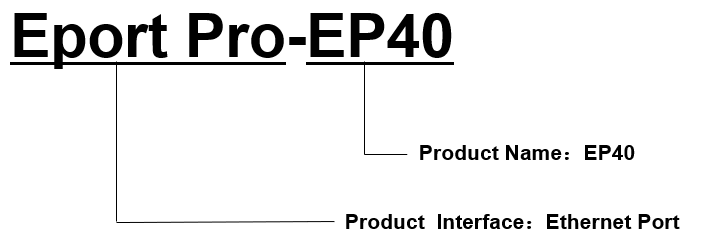 Eport Pro-EP40
Product Name：EP40
Product Interface：Ethernet Port